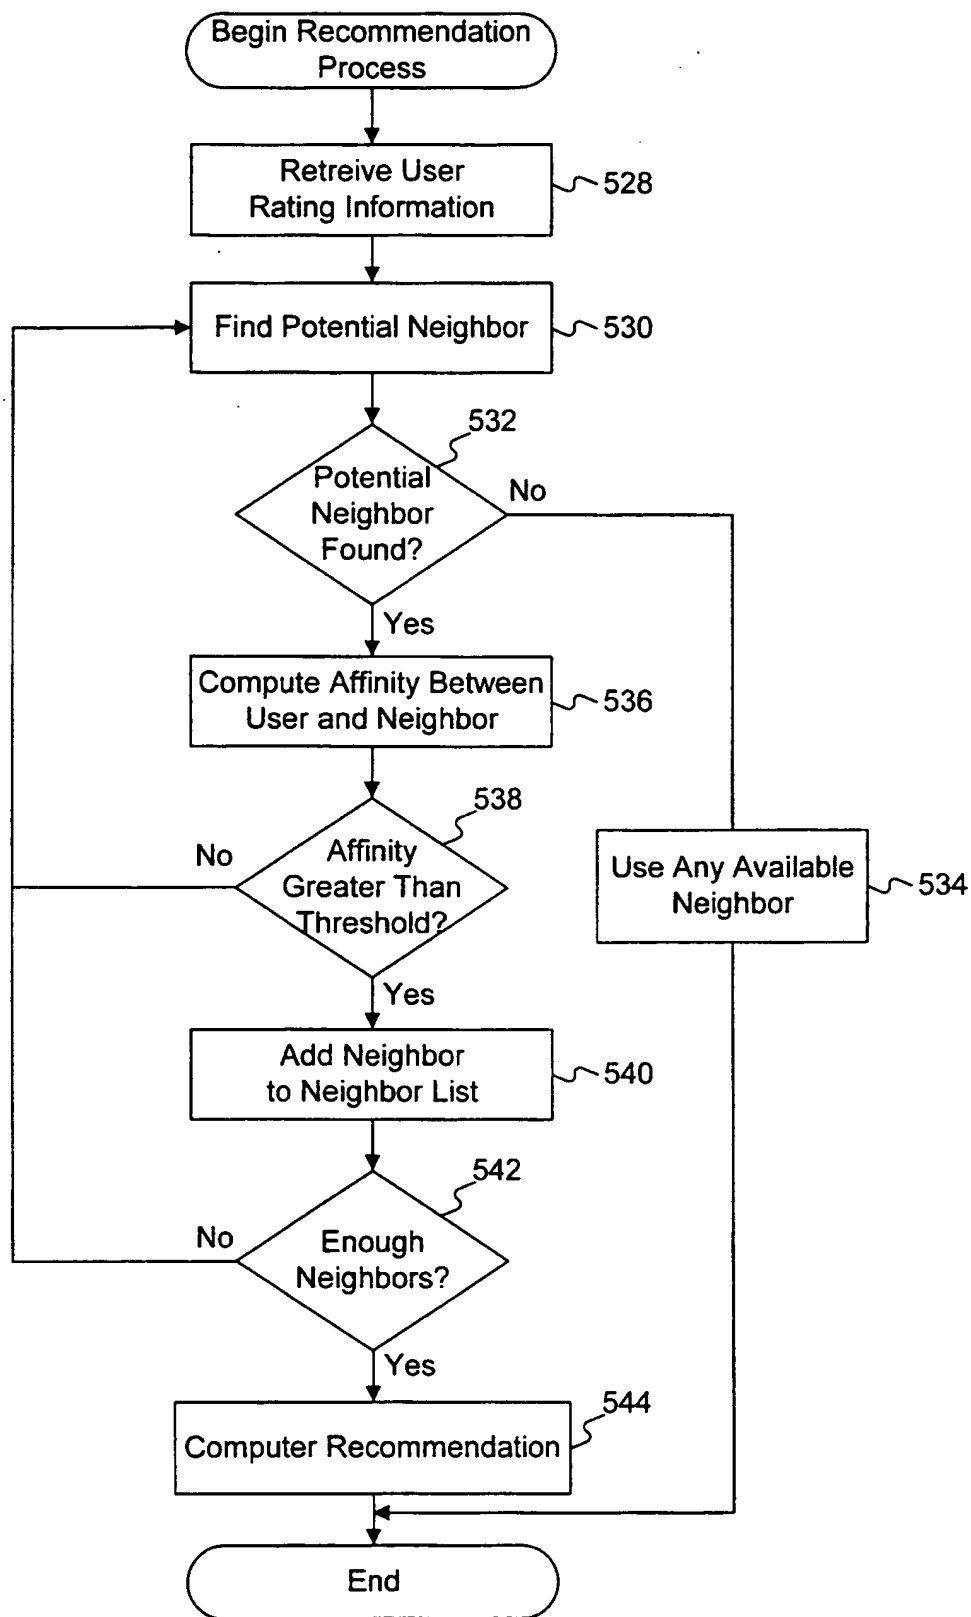 Begin Recommendation
Process
Retreive User
Rating Information
528
Find Potential Neighbor
530
532
Potential
Neighbor
Found?
No
Yes
Compute Affinity Between
User and Neighbor
536
538
No
Affinity
Greater Than
Threshold?
Use Any Available
Neighbor
534
Yes
Add Neighbor
to Neighbor List
540
542
No
Enough
Neighbors?
Yes
544
Computer Recommendation
End